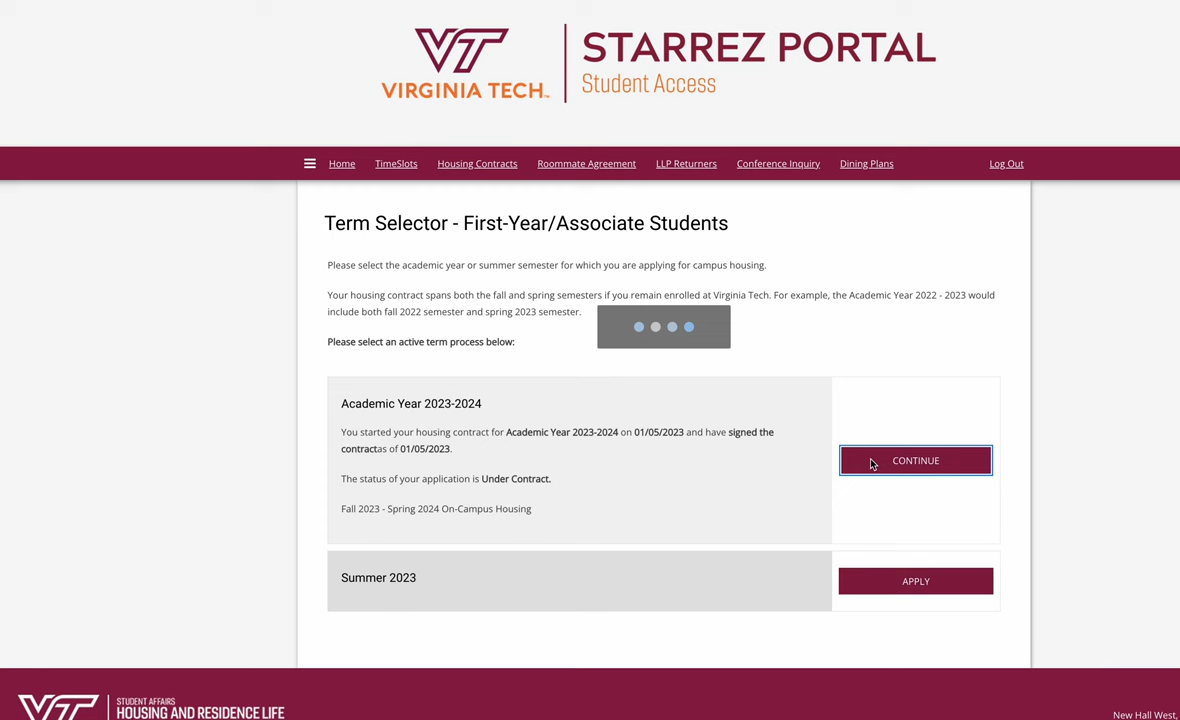 VT
VIRGINIA TECH™
STARREZ PORTAL
Student Access
Home TimeSlots Housing Contracts Roommate Agreement LLP Returners Conference Inquiry Dining Plans Log Out
Term Selector - First-Year/Associate Students
Please select the academic year or summer semester for which you are applying for campus housing.
Your housing contract spans both the fall and spring semesters if you remain enrolled at Virginia Tech. For example, the Academic Year 2022 - 2023 would
include both fall 2022 semester and spring 2023 semester.
Please select an active term process below:
Academic Year 2023-2024
You started your housing contract for Academic Year 2023-2024 on 01/05/2023 and have signed the
contractas of 01/05/2023.
The status of your application is Under Contract.
Fall 2023 - Spring 2024 On-Campus Housing
CONTINUE
Summer 2023
APPLY
VT
STUDENT AFFAIRS
HOUSING AND RESIDENCE LIFE
New Hall West,